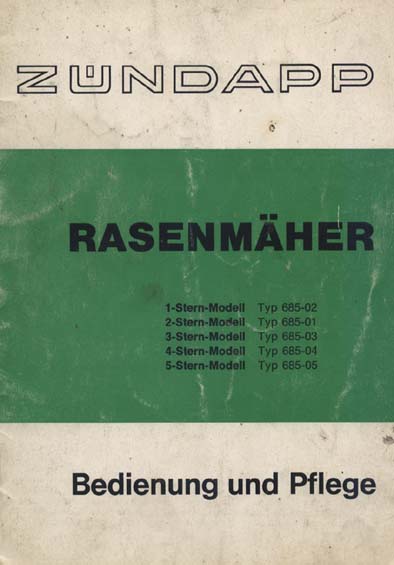 ZÜNDAPP
RASENMÄHER
1-Stern-Modell Typ 685-02
2-Stern-Modell Typ 685-01
3-Stern-Modell Typ 685-03
4-Stern-Modell Typ 685-04
5-Stern-Modell Typ 685-05
Bedienung und Pflege